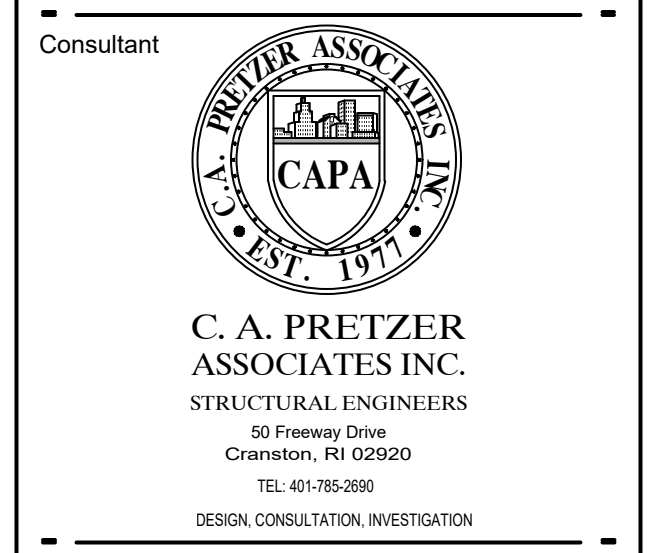 Consultant
C.A. PRETZER ASSOCIATES INC.
CAPA
EST. 1977
C. A. PRETZER
ASSOCIATES INC.
STRUCTURAL ENGINEERS
50 Freeway Drive
Cranston, RI 02920
TEL: 401-785-2690
DESIGN, CONSULTATION, INVESTIGATION